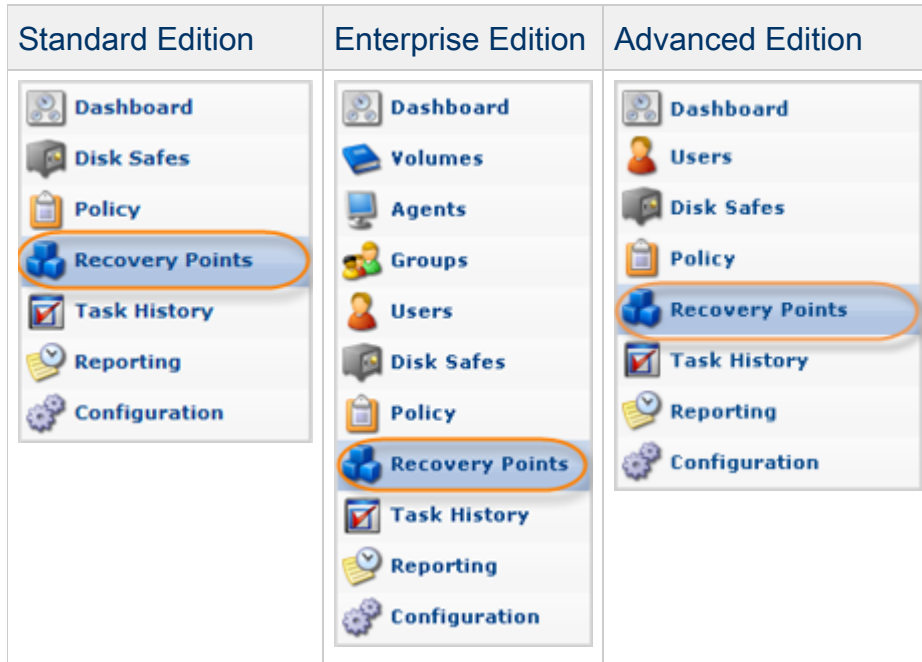 Standard Edition
Enterprise Edition
Advanced Edition
Dashboard
Disk Safes
Policy
Recovery Points
Task History
Reporting
Configuration
Dashboard
Volumes
Agents
Groups
Users
Disk Safes
Policy
Recovery Points
Task History
Reporting
Configuration
Dashboard
Users
Disk Safes
Policy
Recovery Points
Task History
Reporting
Configuration